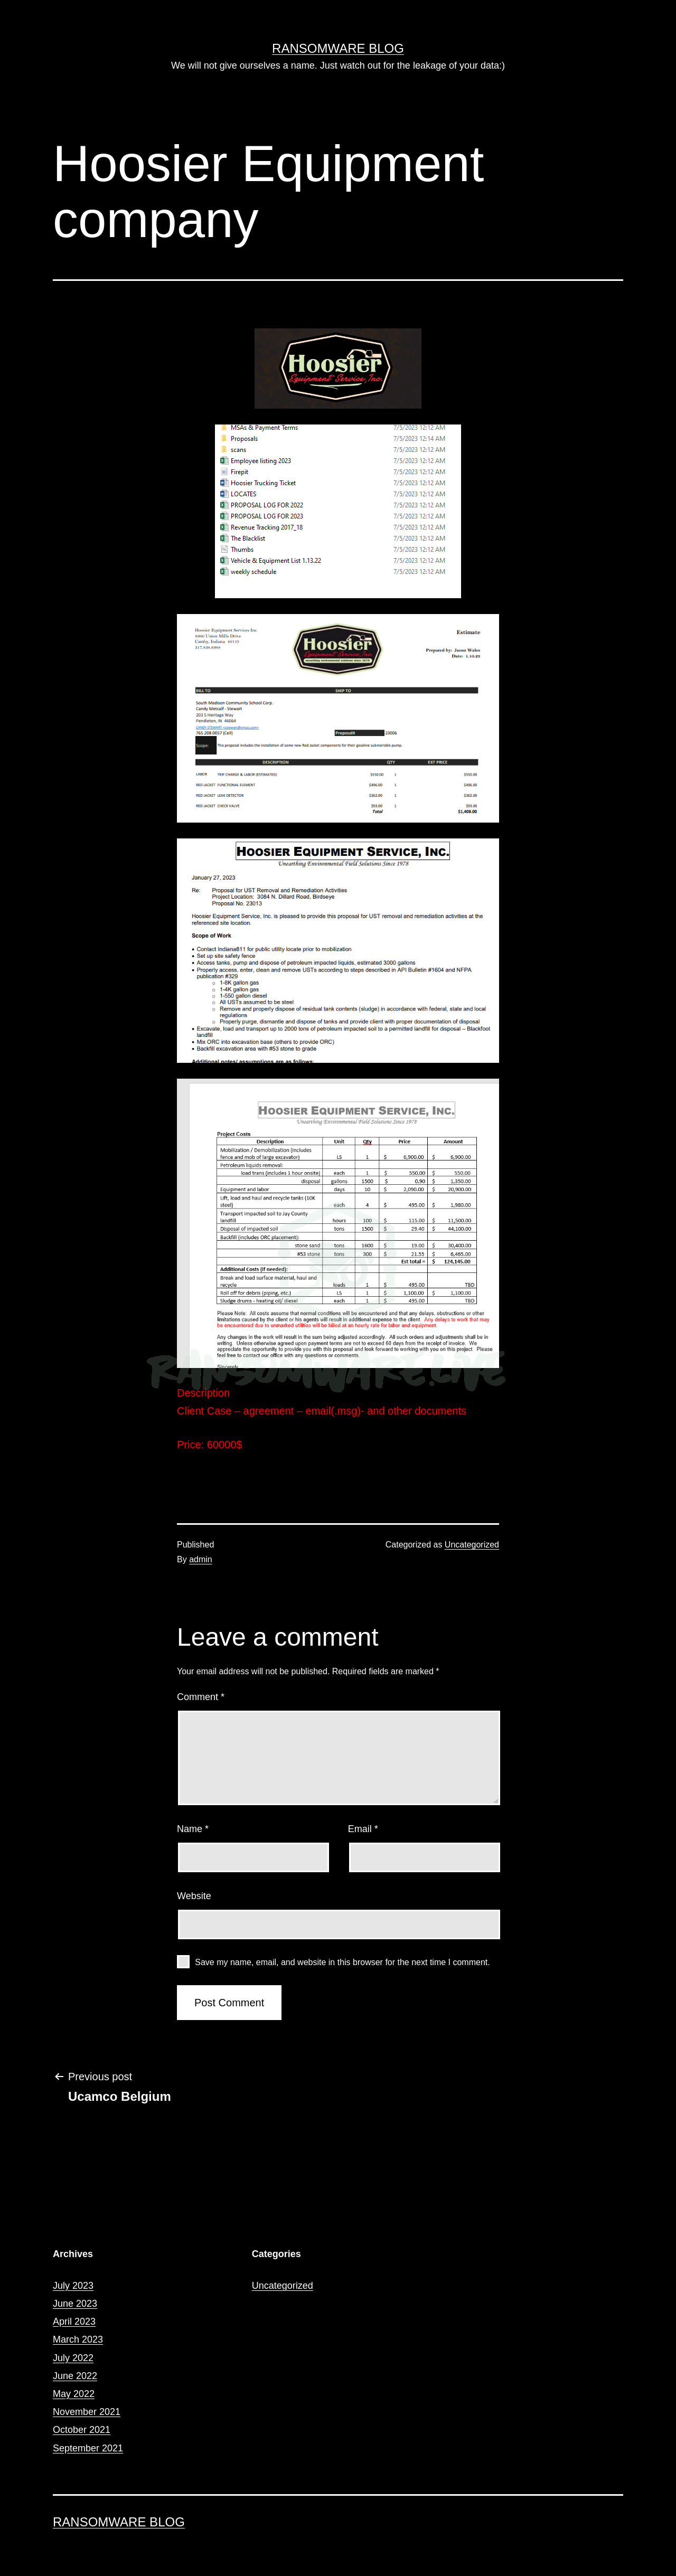 RANSOMWARE BLOG
We will not give ourselves a name. Just watch out for the leakage of your data:)
Hoosier Equipment
company
Hoosier
Equipment Service, Inc.
MSAs & Payment Terms 7/5/2023 12:12 AM
Proposals 7/5/2023 12:14 AM
scans 7/5/2023 12:12 AM
Employee listing 2023 7/5/2023 12:12 AM
Firepit 7/5/2023 12:12 AM
Hoosier Trucking Ticket 7/5/2023 12:12 AM
LOCATES 7/5/2023 12:12 AM
PROPOSAL LOG FOR 2022 7/5/2023 12:12 AM
PROPOSAL LOG FOR 2023 7/5/2023 12:12 AM
Revenue Tracking 2017_18 7/5/2023 12:12 AM
The Blacklist 7/5/2023 12:12 AM
Thumbs 7/5/2023 12:12 AM
Vehicle & Equipment List 1.13.22 7/5/2023 12:12 AM
weekly schedule 7/5/2023 12:12 AM
Hoosier Equipment Services Inc
Union Mills Drive
Camby, Indiana
Hoosier
Equipment Service, Inc.
Estimate
Prepared by: Jason
Date:
BILL TO SHIP TO
South Madison Community School Corp.
Candy Metcalf - Stewart
203 S Heritage Way
Pendleton, IN 46064
765.208.0657 (Cell)
Proposal# 23006
Scope: This proposal includes the installation of some new Red Jacket components for their gasoline submersible pump.
DESCRIPTION QTY EXT PRICE
LABOR TRIP CHARGE & LABOR (ESTIMATED) $550.00 1 $550.00
RED JACKET FUNCTIONAL ELEMENT $406.00 1 $406.00
RED JACKET LEAK DETECTOR $362.00 1 $362.00
RED JACKET CHECK VALVE 1
Total
HOOSIER EQUIPMENT SERVICE, INC.
Unearthing Environmental Field Solutions Since 1978
January 27, 2023
Re: Proposal for UST Removal and Remediation Activities
Project Location: 3084 N. Dillard Road, Birdseye
Proposal No. 23013
Hoosier Equipment Service, Inc. is pleased to provide this proposal for UST removal and remediation activities at the
referenced site location.
Scope of Work
• Contact Indiana811 for public utility locate prior to mobilization
• Set up site safety fence
• Access tanks, pump and dispose of petroleum impacted liquids, estimated 3000 gallons
• Properly access, enter, clean and remove USTs according to steps described in API Bulletin #1604 and NFPA
publication #329
o 1-8K gallon gas
o 1-4K gallon gas
o 1-550 gallon diesel
o All USTs assumed to be steel
o Remove and properly dispose of residual tank contents (sludge) in accordance with federal, state and local
regulations
o Properly purge, dismantle and dispose of tanks and provide client with proper documentation of disposal
• Excavate, load and transport up to 2000 tons of petroleum impacted soil to a permitted landfill for disposal – Blackfoot
landfill
• Mix ORC into excavation base (others to provide ORC)
• Backfill excavation area with #53 stone to grade
Additional notes/ assumptions are as follows:
HOOSIER EQUIPMENT SERVICE, INC.
Unearthing Environmental Field Solutions Since 1978
Project Costs
Description Unit Qty Price Amount
Mobilization / Demobilization (includes
fence and mob of large excavator) LS 1 $ 6,900.00 $ 6,900.00
Petroleum liquids removal:
load trans (includes 1 hour onsite) each 1 $ 550.00 $ 550.00
disposal gallons 1500 $ 0.90 $ 1,350.00
Equipment and labor days 10 $ 2,090.00 $ 20,900.00
Lift, load and haul and recycle tanks (10K
steel) each 4 $ 495.00 $ 1,980.00
Transport impacted soil to Jay County
landfill hours 100 $ 115.00 $ 11,500.00
Disposal of impacted soil tons 1500 $ 29.40 $ 44,100.00
Backfill (includes ORC placement):
stone sand tons 1600 $ 19.00 $ 30,400.00
#53 stone tons 300 $ 21.55 $ 6,465.00
Est total = $ 124,145.00
Additional Costs (if needed):
Break and load surface material, haul and
recycle loads 1 $ 495.00 TBD
Roll off for debris (piping, etc.) LS 1 $ 1,100.00 $ TBD
Sludge drums - heating oil/ diesel each 1 $ 495.00 TBD
Please Note: All costs assume that normal conditions will be encountered and that any delays, obstructions or other
limitations caused by the client or his agents will result in additional expense to the client. Any delays to work that may
be encountered due to unmarked utilities will be billed at an hourly rate for labor and equipment.
Any changes in the work will result in the sum being adjusted accordingly. All such orders and adjustments shall be in
writing. Unless otherwise agreed upon terms of payment are not to exceed 60 days from the receipt of invoice. We
appreciate the opportunity to provide you with this proposal and look forward to working with you on this project. Please
feel free to contact our office with any questions or comments.
Sincerely,
RANSOMWARE.LIVE
Description
Client Case – agreement – email(.msg)- and other documents
Price: 60000$
Published
By admin
Categorized as Uncategorized
Leave a comment
Your email address will not be published. Required fields are marked *
Comment *
Name *
Email *
Website
Save my name, email, and website in this browser for the next time I comment.
Post Comment
← Previous post
Ucamco Belgium
Archives
July 2023
June 2023
April 2023
March 2023
July 2022
June 2022
May 2022
November 2021
October 2021
September 2021
Categories
Uncategorized
RANSOMWARE BLOG